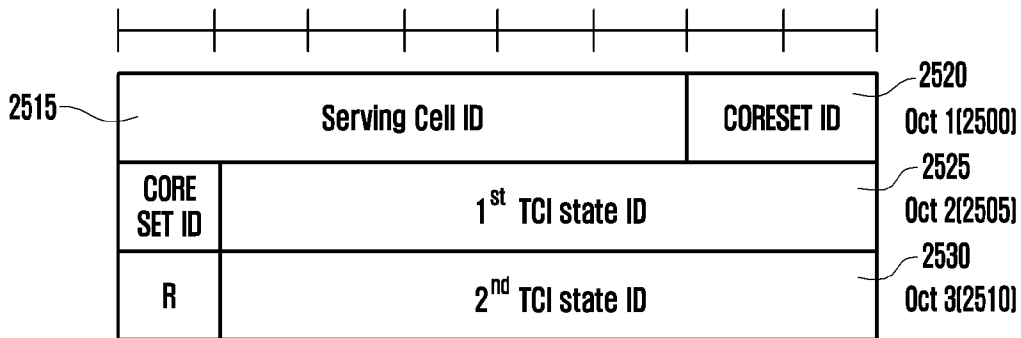 2520
2515 Serving Cell ID CORESET ID Oct 1(2500)
2525
CORE
SET ID 1st TCI state ID Oct 2(2505)
2530
R 2nd TCI state ID Oct 3(2510)